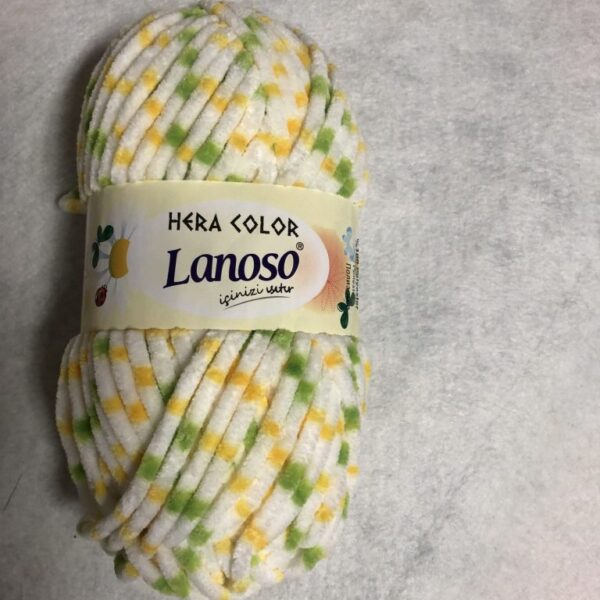 HERA COLOR
Lanoso®
içinizi ısıtır